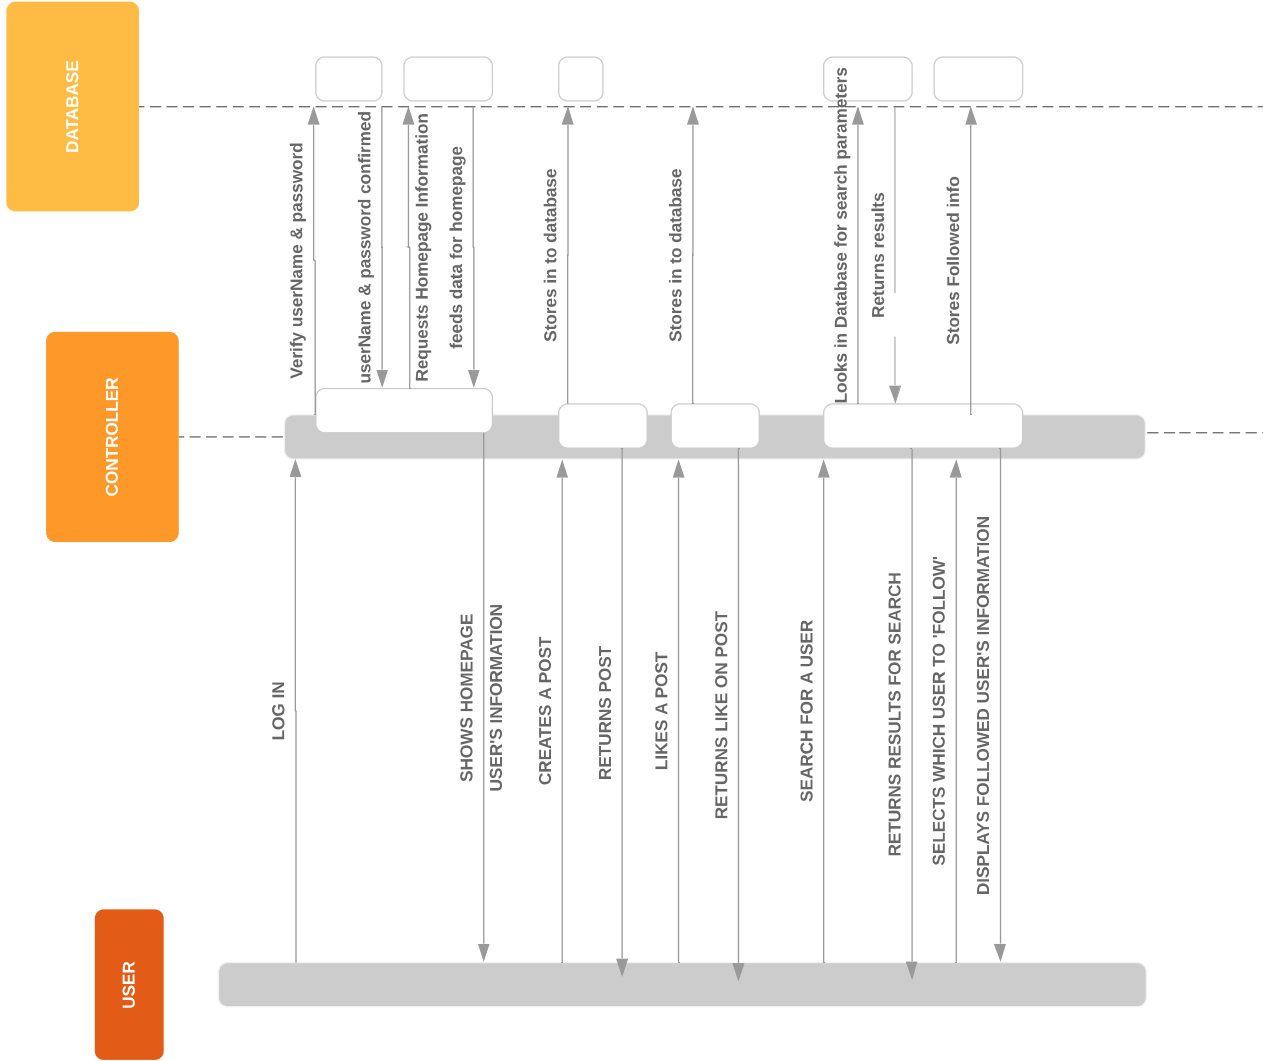 DATABASE
Verify userName & password
userName & password confirmed
Requests Homepage Information
feeds data for homepage
Stores in to database
Stores in to database
Looks in Database for search parameters
Returns results
Stores Followed info
CONTROLLER
LOG IN
SHOWS HOMEPAGE
USER'S INFORMATION
CREATES A POST
RETURNS POST
LIKES A POST
RETURNS LIKE ON POST
SEARCH FOR A USER
RETURNS RESULTS FOR SEARCH
SELECTS WHICH USER TO 'FOLLOW'
DISPLAYS FOLLOWED USER'S INFORMATION
USER